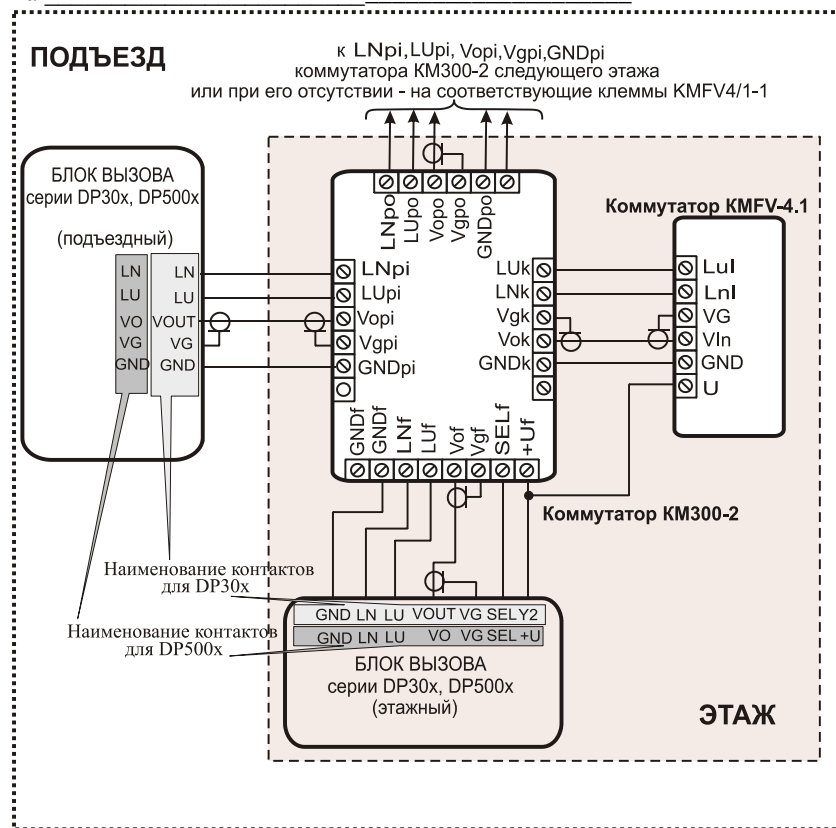 ПОДЪЕЗД
к LNpi,LUpi, Vopi,Vgpi,GNDpi
коммутатора КМ300-2 следующего этажа
или при его отсутствии - на соответствующие клеммы KMFV4/1-1
БЛОК ВЫЗОВА
серии DP30x, DP500x
(подъездный)
LN LN
LU LU
VO VOUT
VG VG
GND GND
LNpo
LUpo
Vopo
Vgpo
GNDpo
LNpi
LUpi
Vopi
Vgpi
GNDpi
LUk
LNk
Vgk
Vok
GNDk
GNDf
GNDf
LNf
LUf
Vof
Vgf
SELf
+Uf
Коммутатор KMFV-4.1
LuI
LnI
VG
VIn
GND
U
Коммутатор КМ300-2
Наименование контактов
для DP30x
Наименование контактов
для DP500x
GND LN LU VOUT VG SEL Y2
GND LN LU VO VG SEL +U
БЛОК ВЫЗОВА
серии DP30x, DP500x
(этажный)
ЭТАЖ